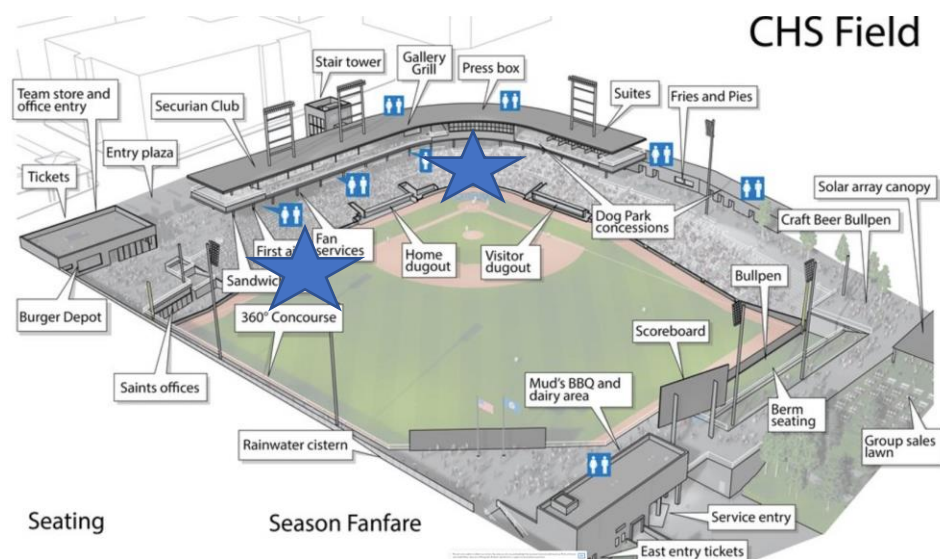 CHS Field
Stair tower
Gallery
Grill
Press box
Team store and
office entry
Securian Club
Suites
Fries and Pies
Entry plaza
Tickets
Solar array canopy
Dog Park
concessions
Craft Beer Bullpen
First
Fan
services
Home
dugout
Visitor
dugout
Bullpen
Burger Depot
360° Concourse
Scoreboard
Saints offices
Mud's BBQ and
dairy area
Berm
seating
Rainwater cistern
Group sales
lawn
Seating
Season Fanfare
Service entry
East entry tickets